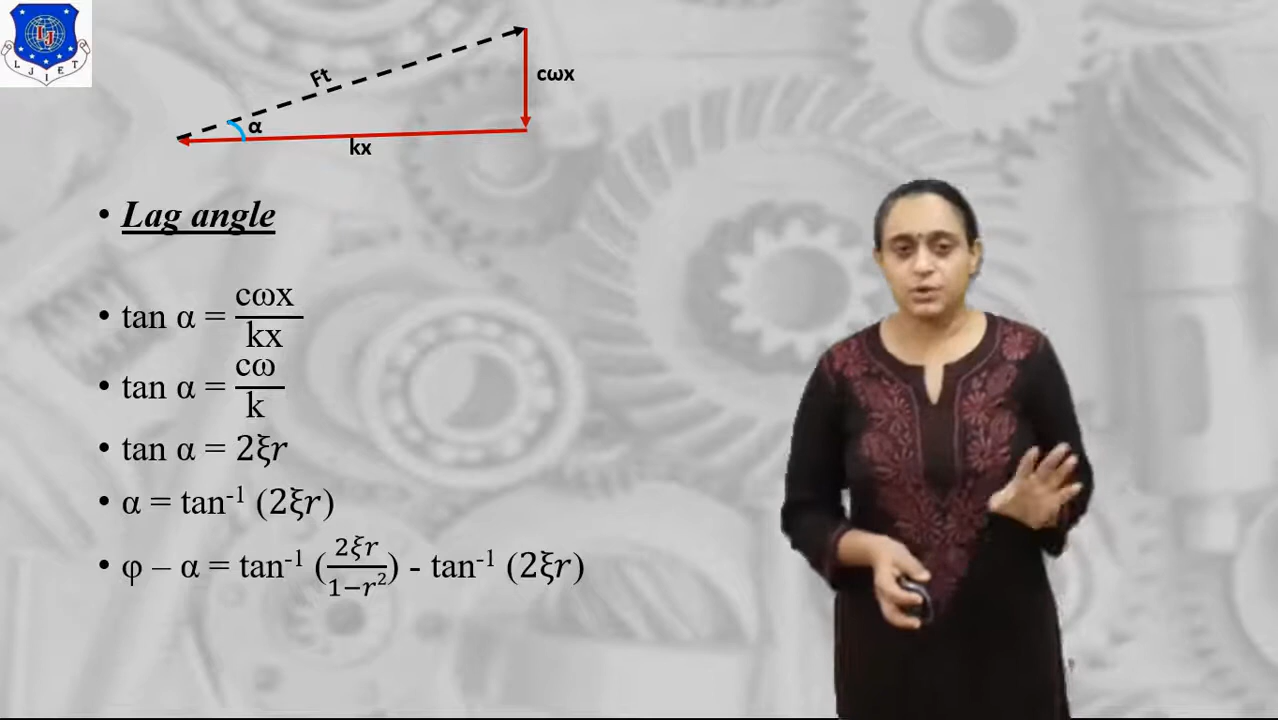 LJIET
Ft
cωx
α
kx
• Lag angle
• tan α = cωx/kx
• tan α = cω/k
• tan α = 2ξr
• α = tan⁻¹ (2ξr)
• φ – α = tan⁻¹ (2ξr/1−r²) - tan⁻¹ (2ξr)